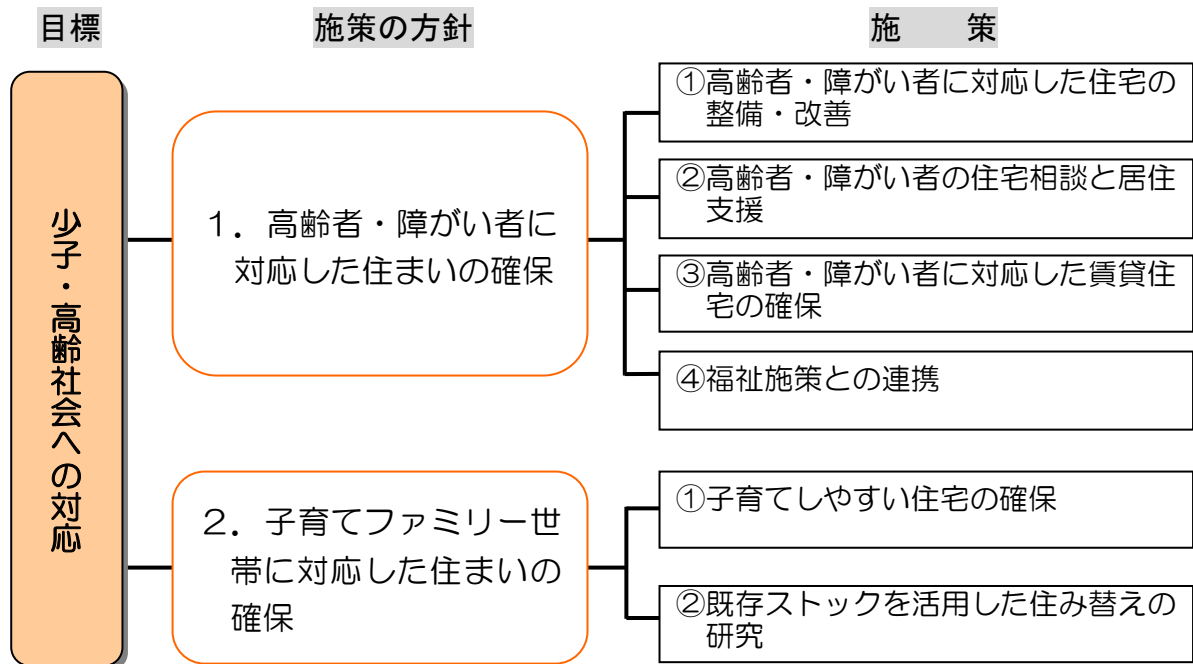 目標
施策の方針
施　　策
少子・高齢社会への対応
１．高齢者・障がい者に
対応した住まいの確保
①高齢者・障がい者に対応した住宅の
整備・改善
②高齢者・障がい者の住宅相談と居住
支援
③高齢者・障がい者に対応した賃貸住
宅の確保
④福祉施策との連携
２．子育てファミリー世
帯に対応した住まいの
確保
①子育てしやすい住宅の確保
②既存ストックを活用した住み替えの
研究